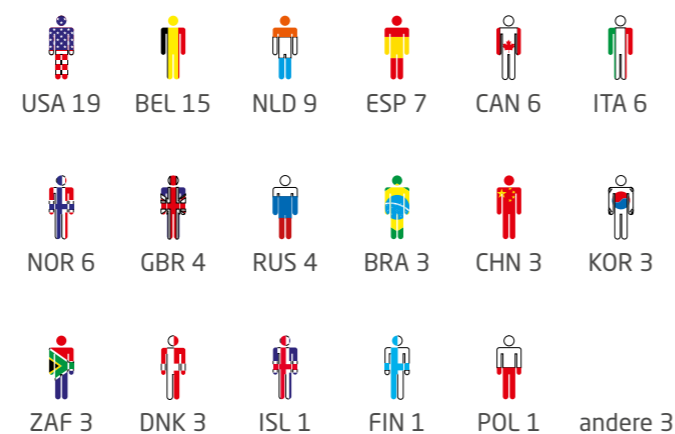 USA 19 BEL 15 NLD 9 ESP 7 CAN 6 ITA 6
NOR 6 GBR 4 RUS 4 BRA 3 CHN 3 KOR 3
ZAF 3 DNK 3 ISL 1 FIN 1 POL 1 andere 3